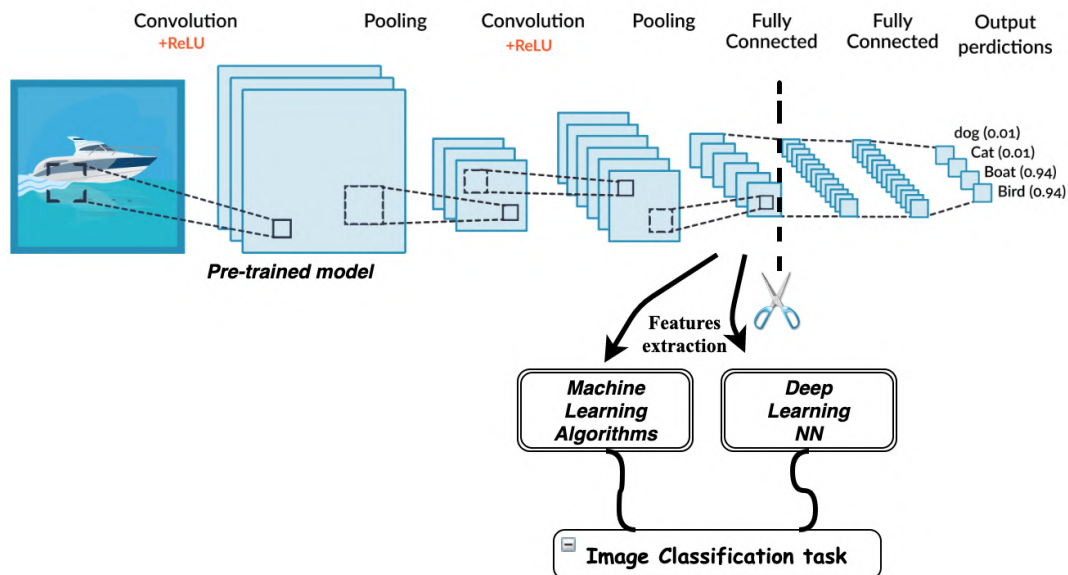 Convolution
+ReLU
Pooling
Convolution
+ReLU
Pooling
Fully
Connected
Fully
Connected
Output
perdictions
dog (0.01)
Cat (0.01)
Boat (0.94)
Bird (0.94)
Pre-trained model
Features
extraction
Machine
Learning
Algorithms
Deep
Learning
NN
Image Classification task